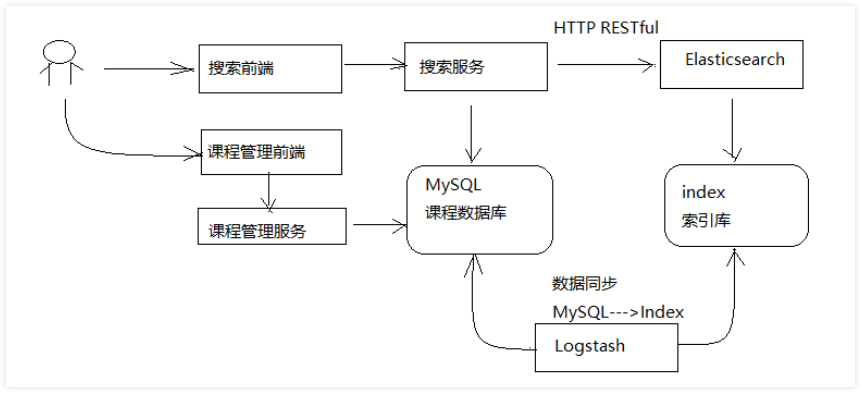 HTTP RESTful
搜索前端
搜索服务
Elasticsearch
课程管理前端
MySQL
课程数据库
index
索引库
课程管理服务
数据同步
MySQL--->Index
Logstash